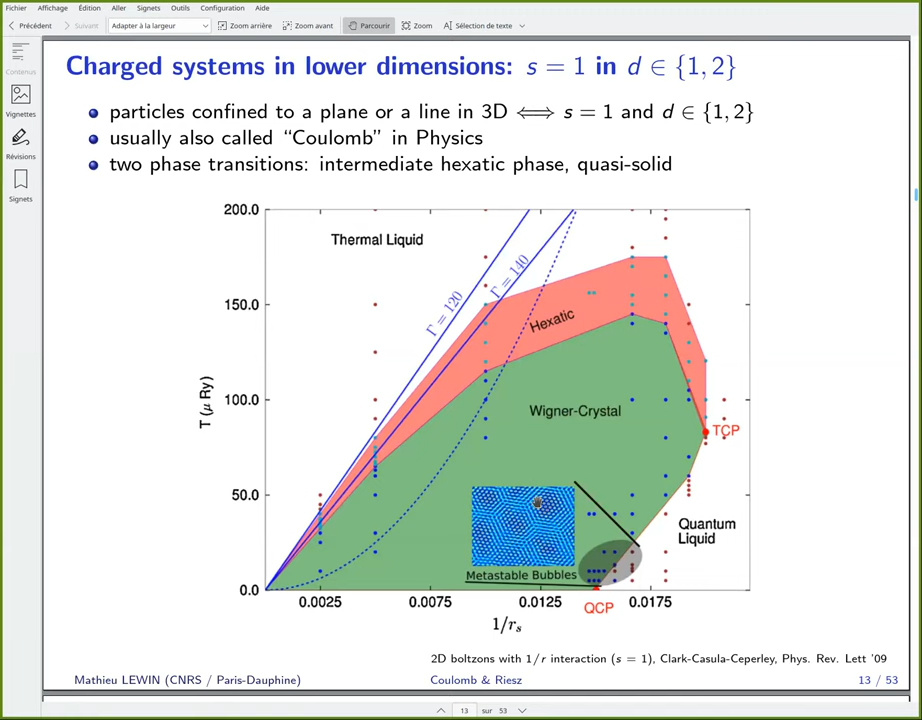 Fichier Affichage Édition Aller Signets Outils Configuration Aide
Précédent Suivant Adapter à la largeur Zoom arrière Zoom avant Parcourir Zoom Sélection de texte
Contenus
Vignettes
Révisions
Signets
Charged systems in lower dimensions: s = 1 in d ∈ {1, 2}
particles confined to a plane or a line in 3D ⟺ s = 1 and d ∈ {1, 2}
usually also called “Coulomb” in Physics
two phase transitions: intermediate hexatic phase, quasi-solid
200.0
Thermal Liquid
Γ = 120
Γ = 140
150.0
Hexatic
T (μ Ry)
100.0
Wigner-Crystal
TCP
50.0
Quantum
Liquid
Metastable Bubbles
0.0
0.0025 0.0075 0.0125 0.0175
QCP
1/rₛ
2D boltzons with 1/r interaction (s = 1), Clark-Casula-Ceperley, Phys. Rev. Lett '09
Mathieu LEWIN (CNRS / Paris-Dauphine) Coulomb & Riesz 13 / 53
13 sur 53